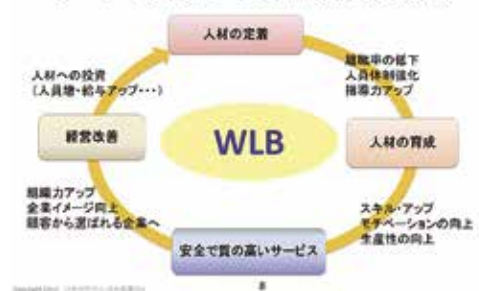 人材の定着
離職率の低下
人員体制強化
指導力アップ
人材への投資
（人員増・給与アップ・・・）
経営改善
WLB
人材の育成
組織力アップ
企業イメージ向上
顧客から選ばれる企業へ
スキル・アップ
モチベーションの向上
生産性の向上
安全で質の高いサービス
8